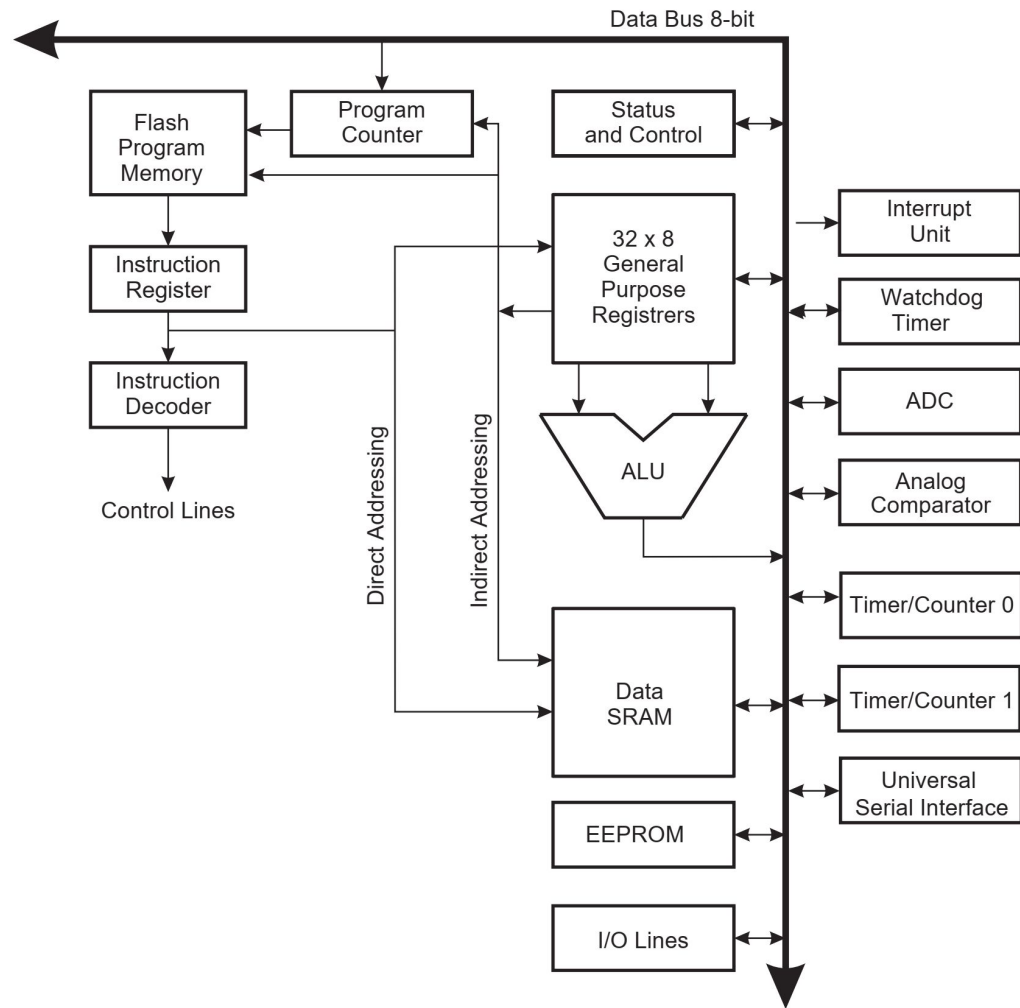 Data Bus 8-bit
Flash
Program
Memory
Program
Counter
Status
and Control
Interrupt
Unit
32 x 8
General
Purpose
Registrers
Instruction
Register
Watchdog
Timer
Instruction
Decoder
ADC
Control Lines
Direct Addressing
Indirect Addressing
ALU
Analog
Comparator
Timer/Counter 0
Data
SRAM
Timer/Counter 1
Universal
Serial Interface
EEPROM
I/O Lines